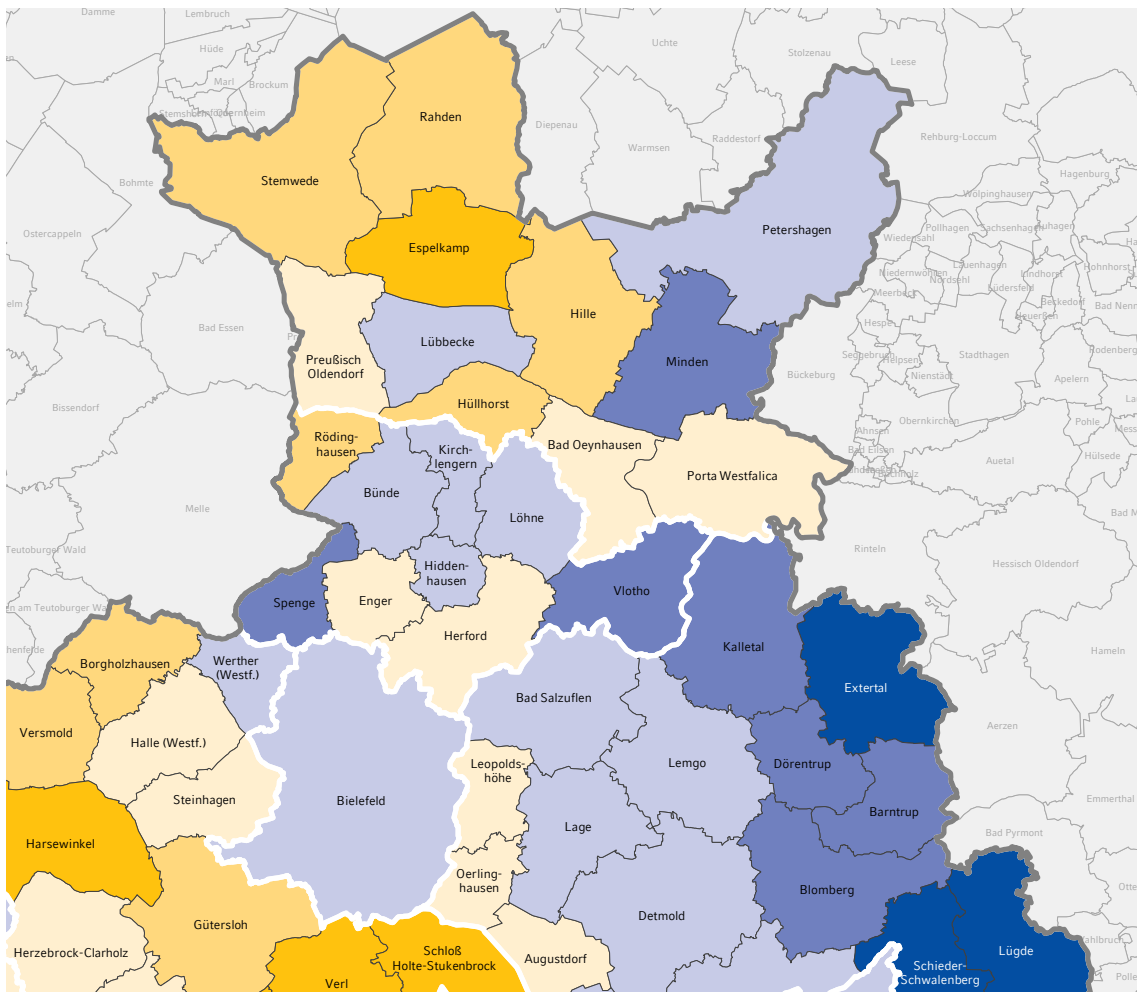 Damme
Lembruch
Hüde
Marl
Brockum
Uchte
Stolzenau
Leese
Rahden
Diepenau
Warmsen
Raddestorf
Rehburg-Loccum
Hagenburg
Bohmte
Stemwede
Wölpinghausen
Ostercappeln
Espelkamp
Petershagen
Wiedensahl
Pollhagen
Sachsenhagen
Lauenhagen
Niedernwöhren
Nordsehl
Lindhorst
Lüdersfeld
Meerbeck
Beckedorf
Heuerßen
Hohnhorst
Bad Nenn
Bad Essen
Lübbecke
Hille
Hespe
Minden
Preußisch
Oldendorf
Seggebruch
Helpsen
Stadthagen
Rodenberg
Bückeburg
Nienstädt
Apelern
Bissendorf
Hüllhorst
Obernkirchen
Pohle
Röding-
hausen
Kirch-
lengern
Bad Oeynhausen
Ahnsen
Bad Eilsen
Buchholz
Auetal
Hülsede
Porta Westfalica
Bünde
Löhne
Melle
Rinteln
Hessisch Oldendorf
Teutoburger Wald
Hidden-
hausen
Vlotho
Spenge
Enger
Herford
Kalletal
Borgholzhausen
Werther
(Westf.)
Hameln
Extertal
Bad Salzuflen
Aerzen
Versmold
Halle (Westf.)
Leopolds-
höhe
Lemgo
Dörentrup
Steinhagen
Bielefeld
Emmerthal
Barntrup
Lage
Bad Pyrmont
Harsewinkel
Oerling-
hausen
Blomberg
Detmold
Gütersloh
Herzebrock-Clarholz
Schloß
Holte-Stukenbrock
Augustdorf
Lügde
Schieder-
Schwalenberg
Verl